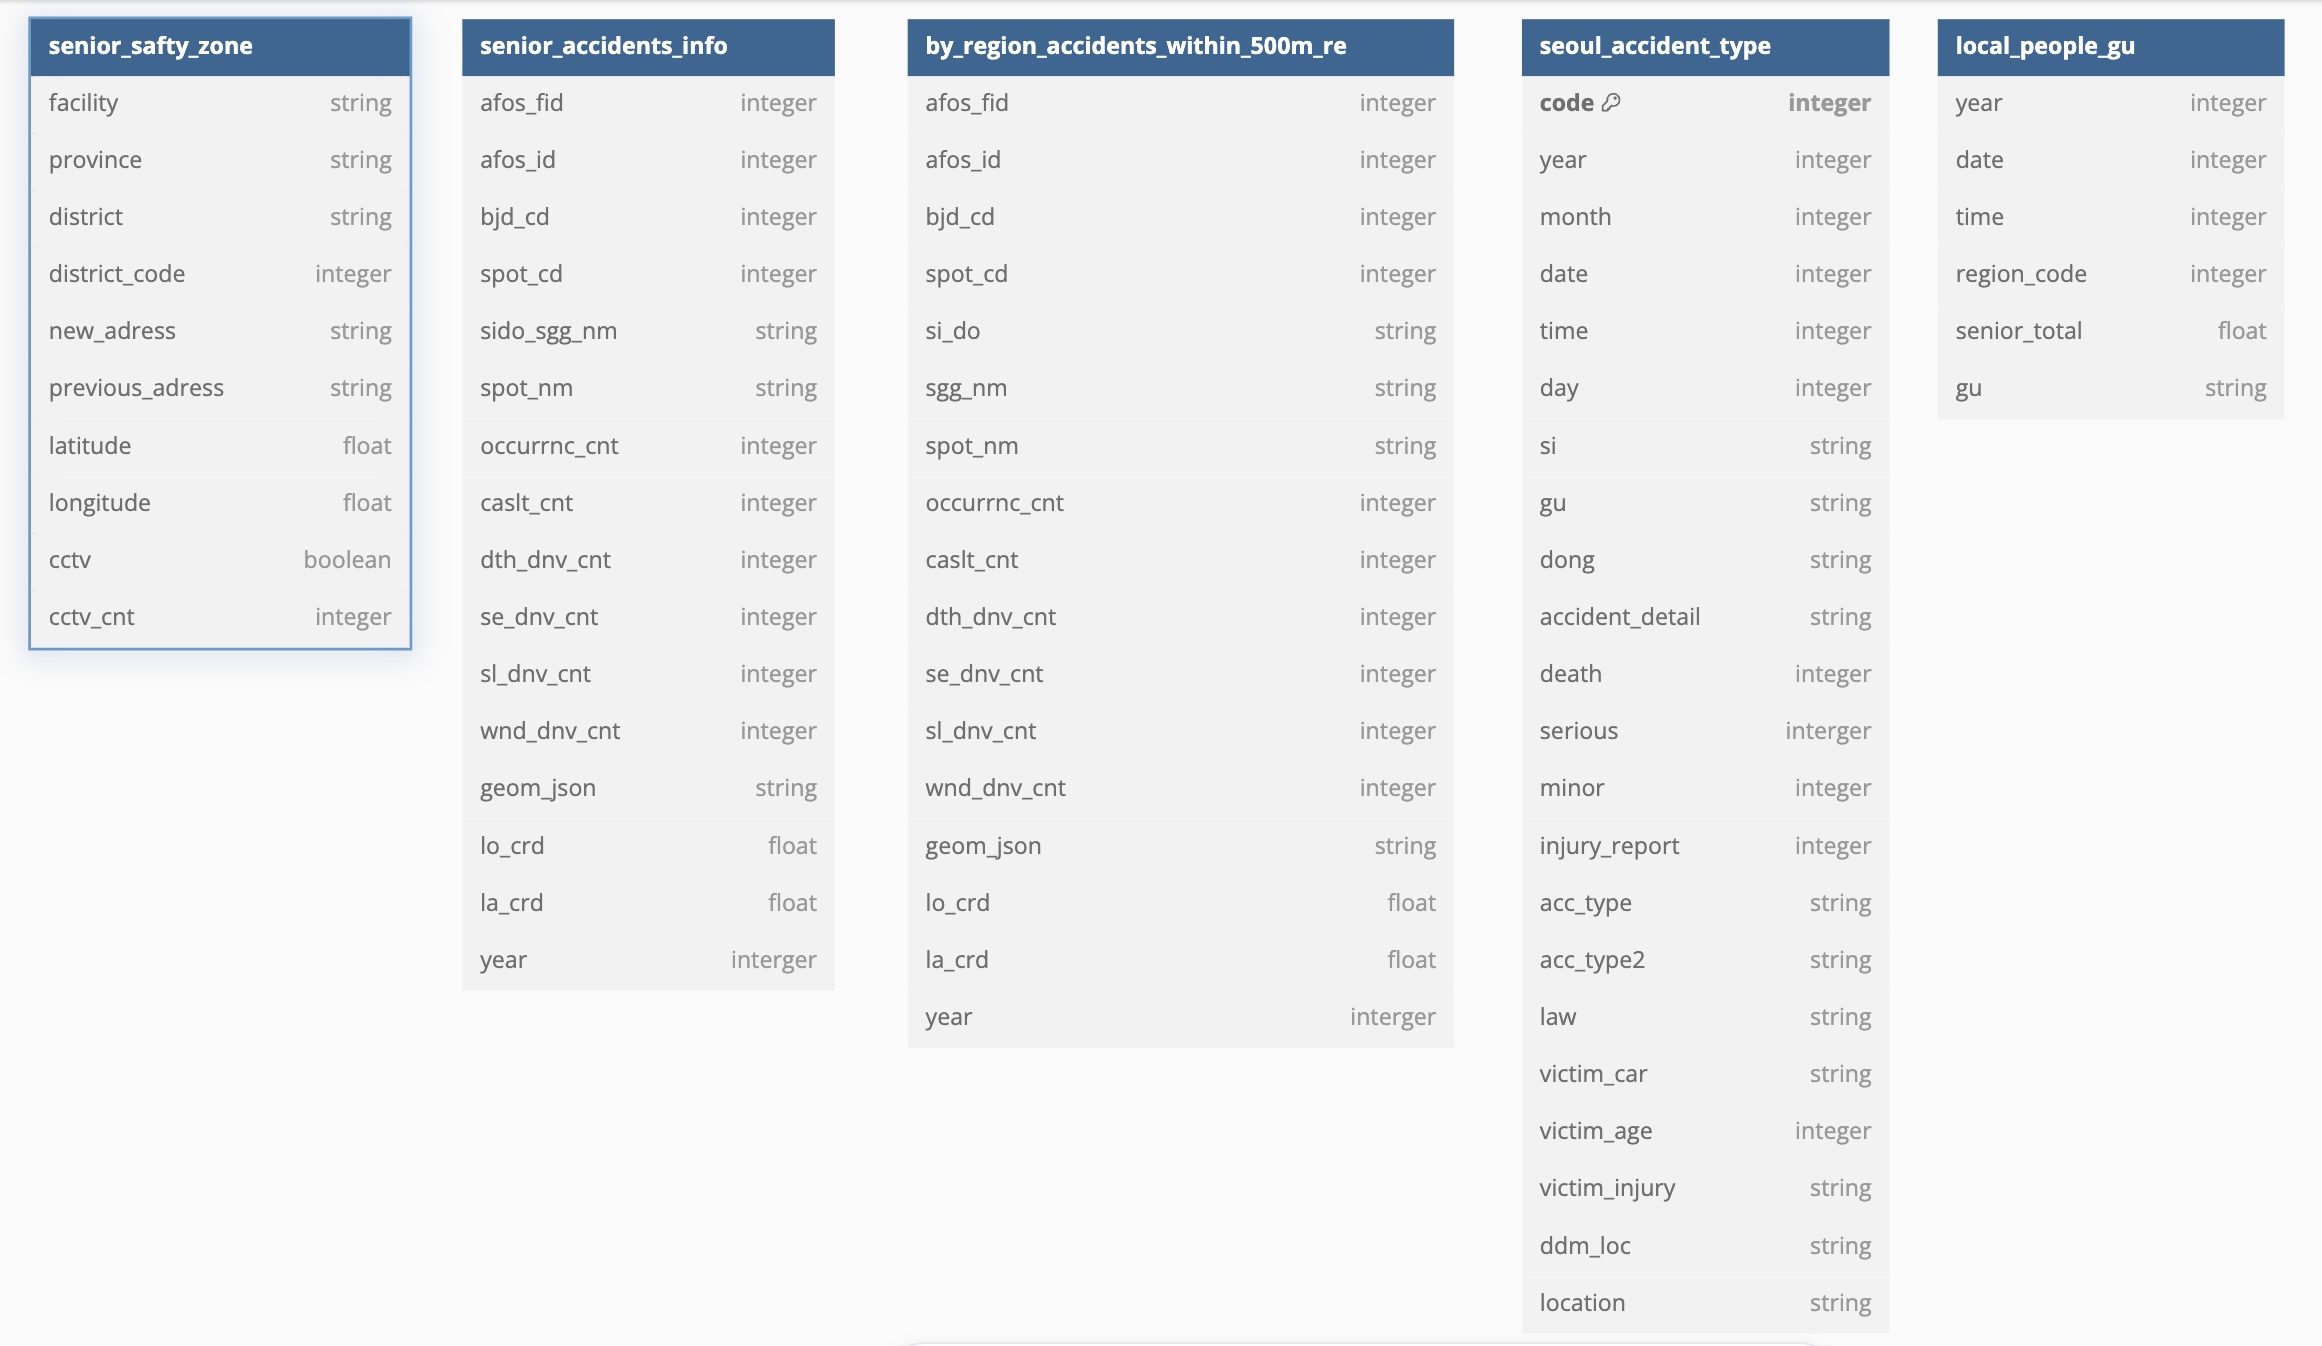 senior_safty_zone
facility string
province string
district string
district_code integer
new_adress string
previous_adress string
latitude float
longitude float
cctv boolean
cctv_cnt integer
senior_accidents_info
afos_fid integer
afos_id integer
bjd_cd integer
spot_cd integer
sido_sgg_nm string
spot_nm string
occurrnc_cnt integer
caslt_cnt integer
dth_dnv_cnt integer
se_dnv_cnt integer
sl_dnv_cnt integer
wnd_dnv_cnt integer
geom_json string
lo_crd float
la_crd float
year interger
by_region_accidents_within_500m_re
afos_fid integer
afos_id integer
bjd_cd integer
spot_cd integer
si_do string
sgg_nm string
spot_nm string
occurrnc_cnt integer
caslt_cnt integer
dth_dnv_cnt integer
se_dnv_cnt integer
sl_dnv_cnt integer
wnd_dnv_cnt integer
geom_json string
lo_crd float
la_crd float
year interger
seoul_accident_type
code integer
year integer
month integer
date integer
time integer
day integer
si string
gu string
dong string
accident_detail string
death integer
serious interger
minor integer
injury_report integer
acc_type string
acc_type2 string
law string
victim_car string
victim_age integer
victim_injury string
ddm_loc string
location string
local_people_gu
year integer
date integer
time integer
region_code integer
senior_total float
gu string